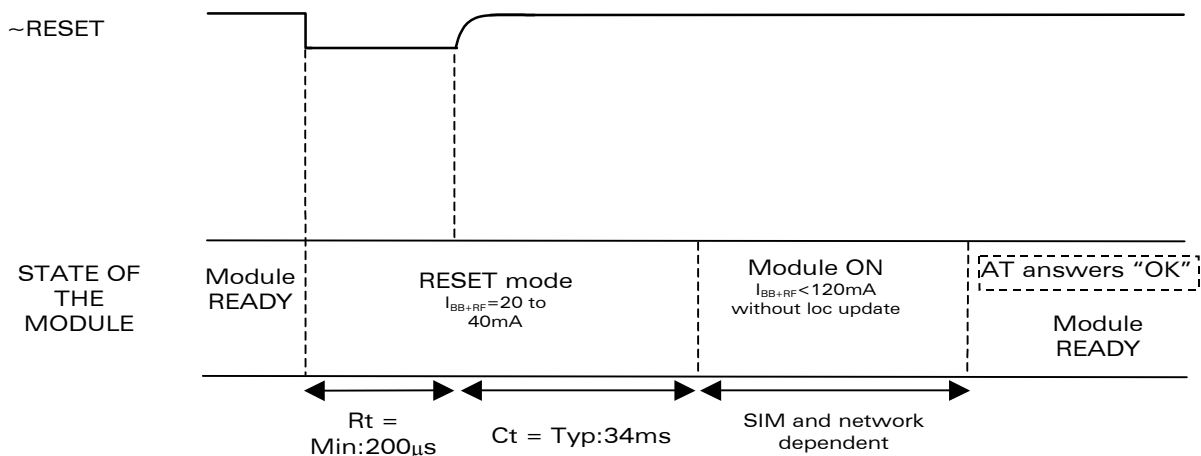 ~RESET
STATE OF
THE
MODULE
Module
READY
RESET mode
IBB+RF=20 to
40mA
Module ON
IBB+RF<120mA
without loc update
AT answers “OK”
Module
READY
Rt =
Min:200μs
Ct = Typ:34ms
SIM and network
dependent